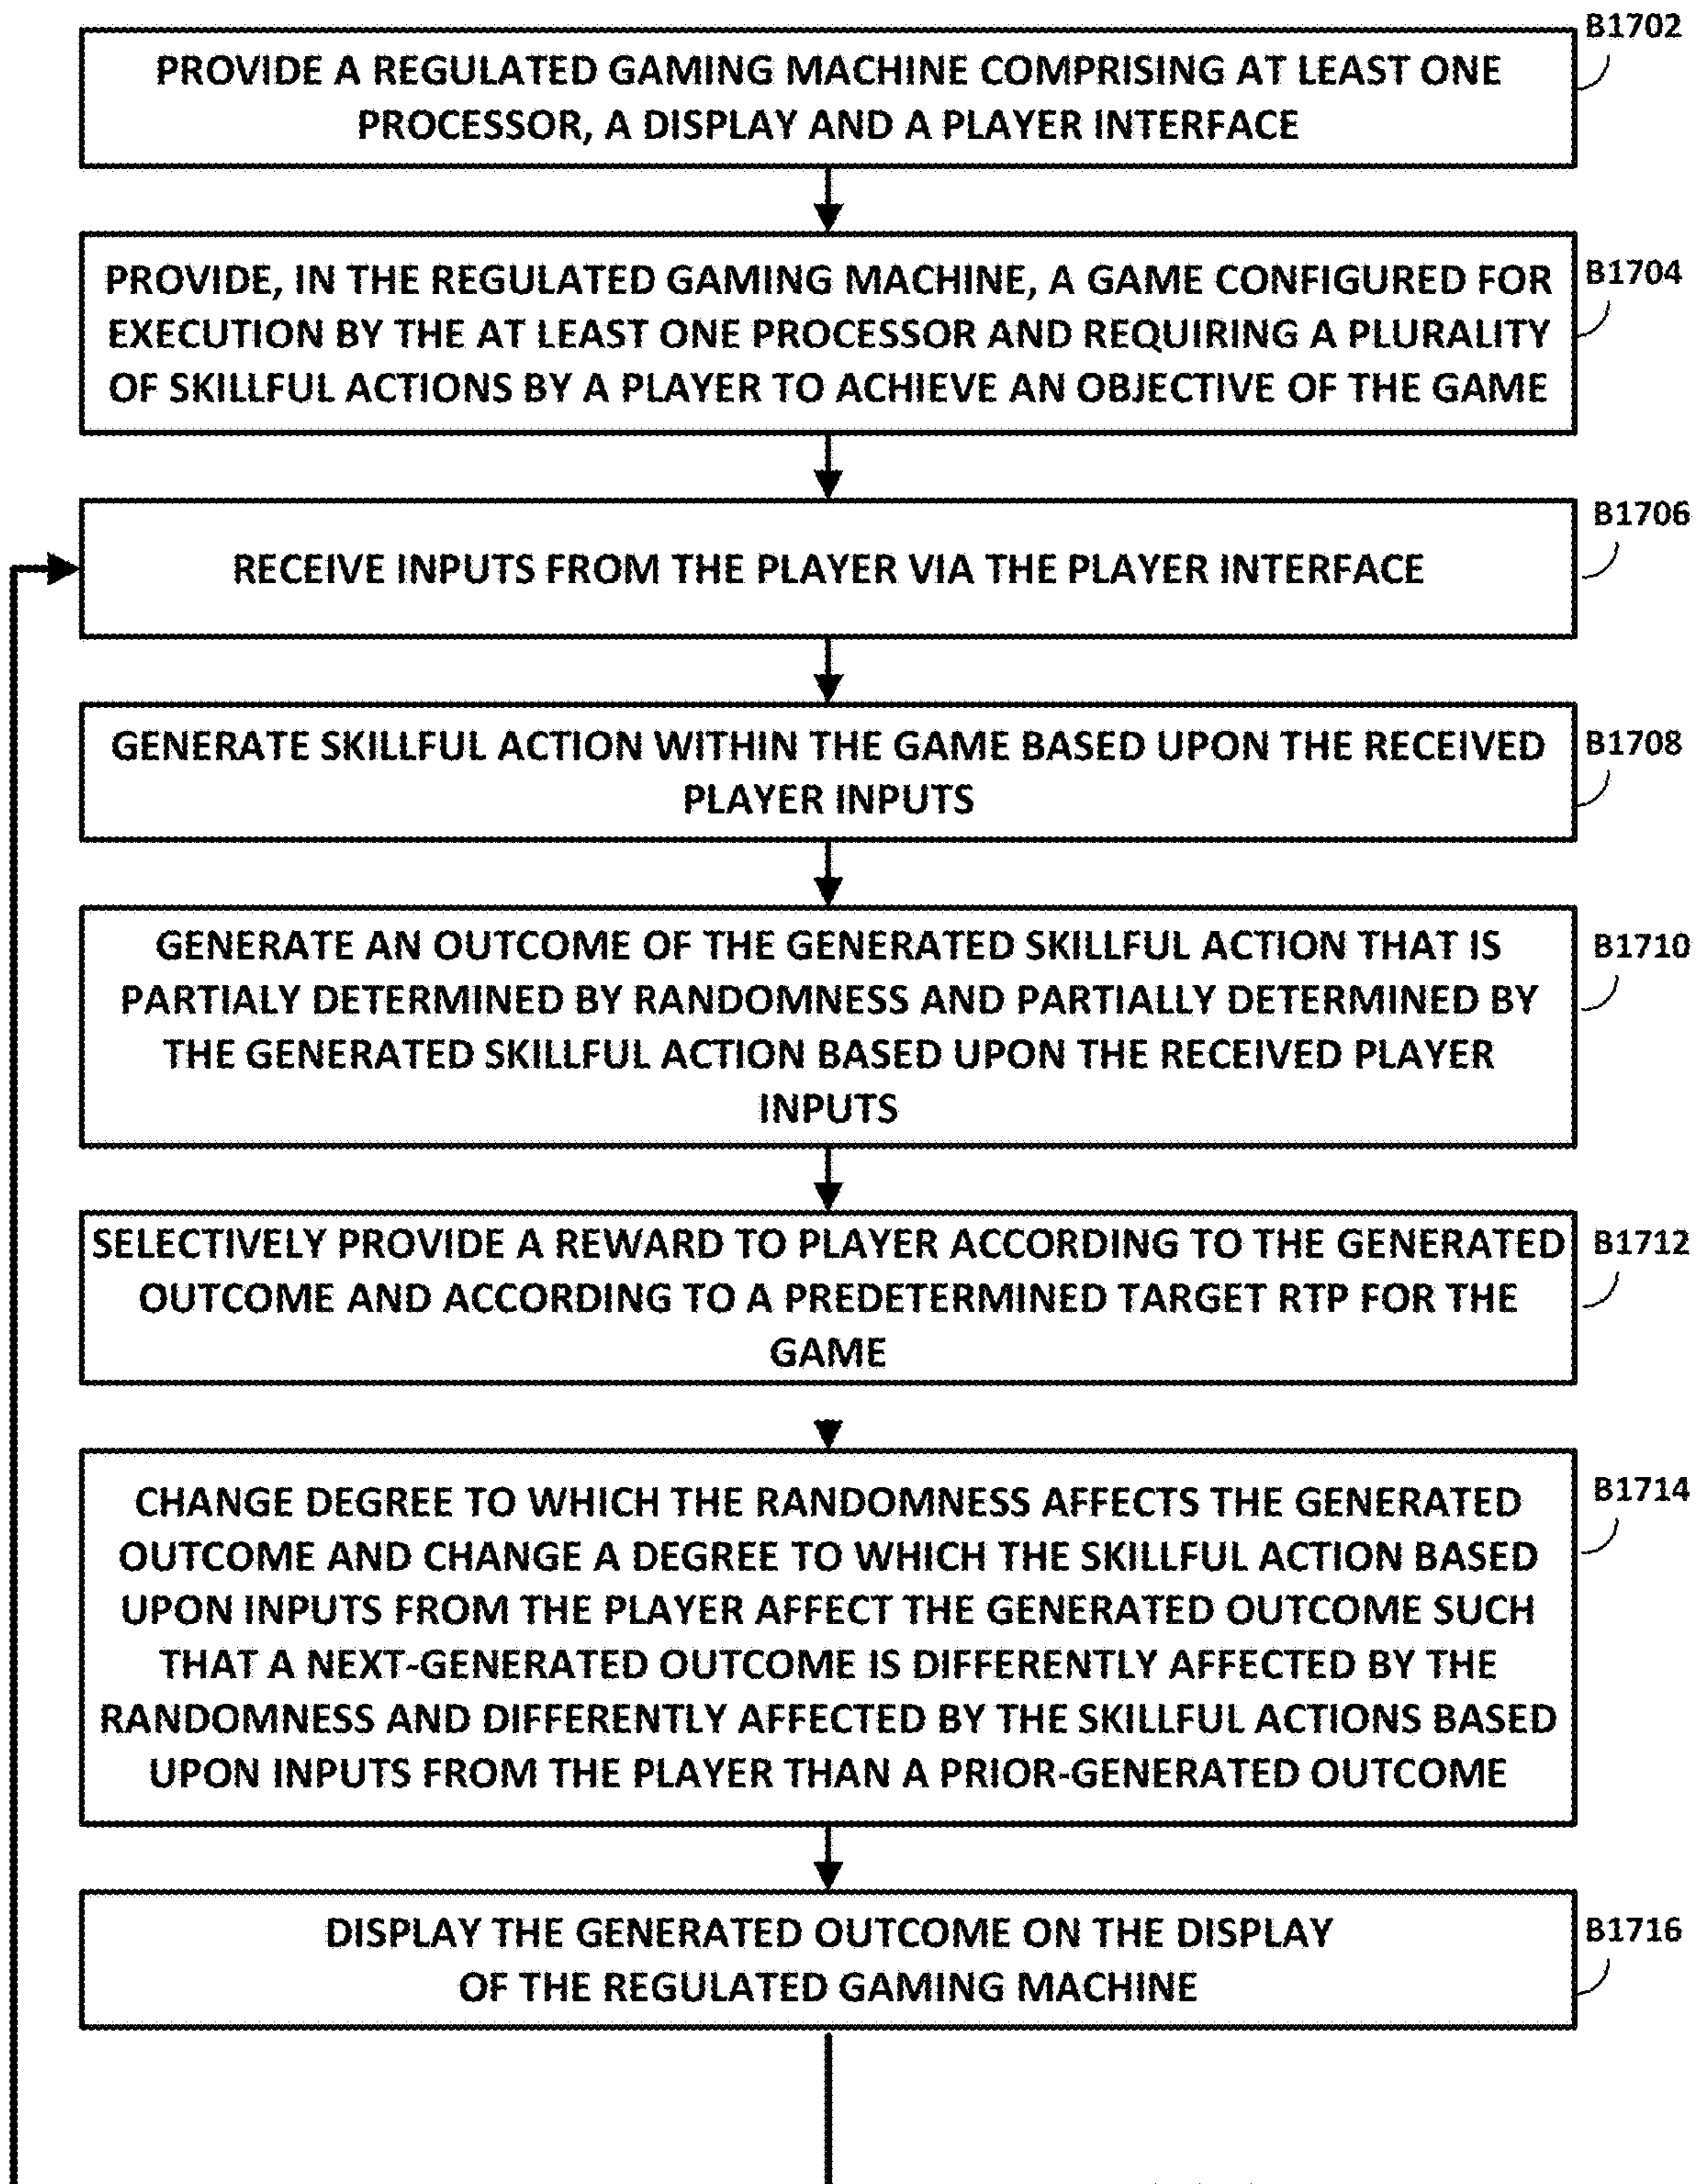 B1702
PROVIDE A REGULATED GAMING MACHINE COMPRISING AT LEAST ONE
PROCESSOR, A DISPLAY AND A PLAYER INTERFACE
B1704
PROVIDE, IN THE REGULATED GAMING MACHINE, A GAME CONFIGURED FOR
EXECUTION BY THE AT LEAST ONE PROCESSOR AND REQUIRING A PLURALITY
OF SKILLFUL ACTIONS BY A PLAYER TO ACHIEVE AN OBJECTIVE OF THE GAME
B1706
RECEIVE INPUTS FROM THE PLAYER VIA THE PLAYER INTERFACE
B1708
GENERATE SKILLFUL ACTION WITHIN THE GAME BASED UPON THE RECEIVED
PLAYER INPUTS
B1710
GENERATE AN OUTCOME OF THE GENERATED SKILLFUL ACTION THAT IS
PARTIALY DETERMINED BY RANDOMNESS AND PARTIALLY DETERMINED BY
THE GENERATED SKILLFUL ACTION BASED UPON THE RECEIVED PLAYER
INPUTS
B1712
SELECTIVELY PROVIDE A REWARD TO PLAYER ACCORDING TO THE GENERATED
OUTCOME AND ACCORDING TO A PREDETERMINED TARGET RTP FOR THE
GAME
B1714
CHANGE DEGREE TO WHICH THE RANDOMNESS AFFECTS THE GENERATED
OUTCOME AND CHANGE A DEGREE TO WHICH THE SKILLFUL ACTION BASED
UPON INPUTS FROM THE PLAYER AFFECT THE GENERATED OUTCOME SUCH
THAT A NEXT-GENERATED OUTCOME IS DIFFERENTLY AFFECTED BY THE
RANDOMNESS AND DIFFERENTLY AFFECTED BY THE SKILLFUL ACTIONS BASED
UPON INPUTS FROM THE PLAYER THAN A PRIOR-GENERATED OUTCOME
B1716
DISPLAY THE GENERATED OUTCOME ON THE DISPLAY
OF THE REGULATED GAMING MACHINE